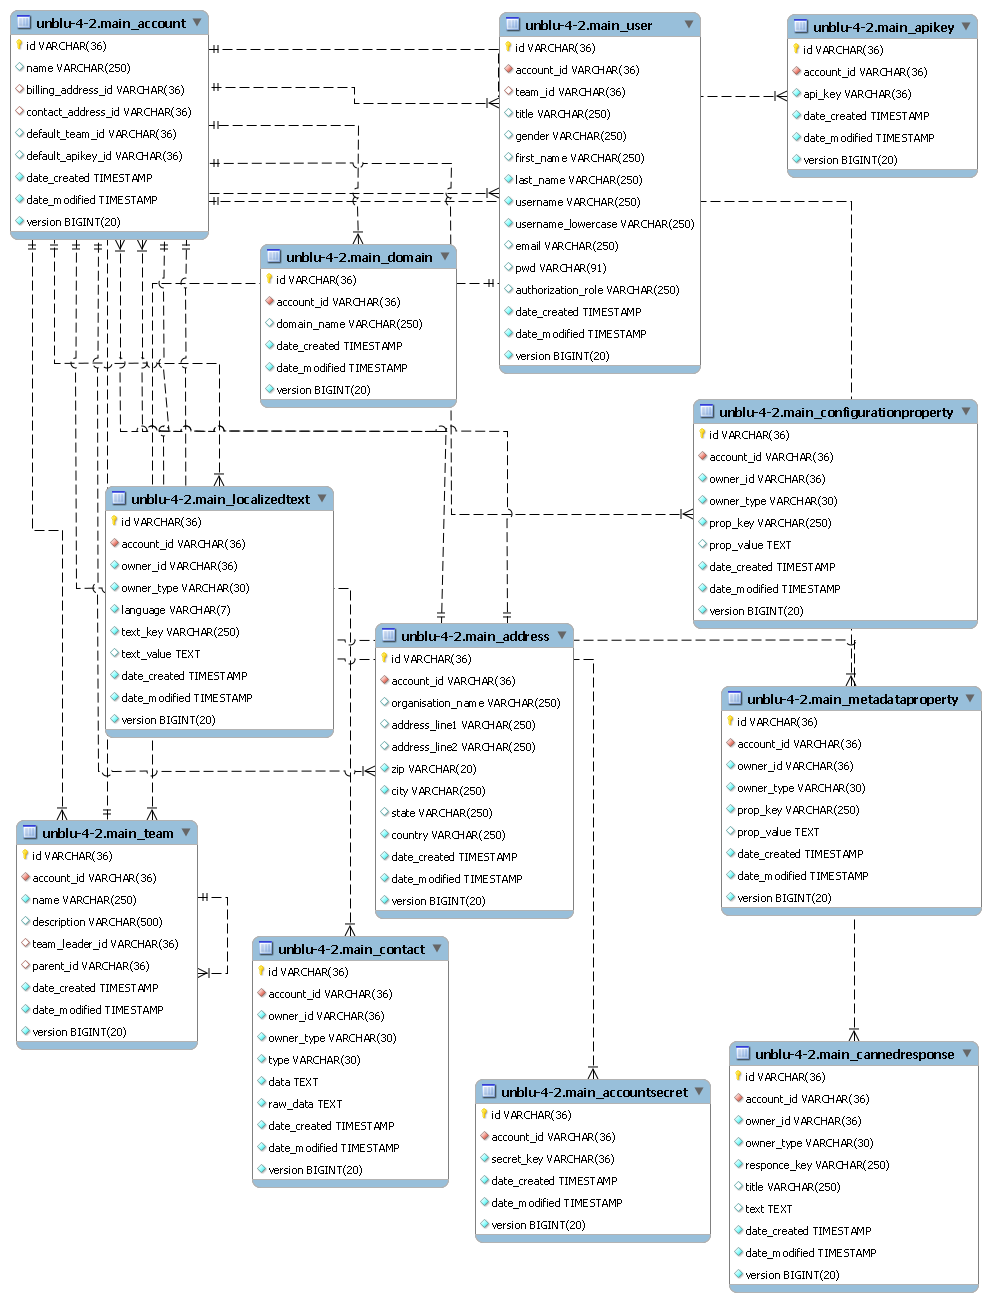 unblu-4-2.main_account
id VARCHAR(36)
name VARCHAR(250)
billing_address_id VARCHAR(36)
contact_address_id VARCHAR(36)
default_team_id VARCHAR(36)
default_apikey_id VARCHAR(36)
date_created TIMESTAMP
date_modified TIMESTAMP
version BIGINT(20)
unblu-4-2.main_user
id VARCHAR(36)
account_id VARCHAR(36)
team_id VARCHAR(36)
title VARCHAR(250)
gender VARCHAR(250)
first_name VARCHAR(250)
last_name VARCHAR(250)
username VARCHAR(250)
username_lowercase VARCHAR(250)
email VARCHAR(250)
pwd VARCHAR(91)
authorization_role VARCHAR(250)
date_created TIMESTAMP
date_modified TIMESTAMP
version BIGINT(20)
unblu-4-2.main_apikey
id VARCHAR(36)
account_id VARCHAR(36)
api_key VARCHAR(36)
date_created TIMESTAMP
date_modified TIMESTAMP
version BIGINT(20)
unblu-4-2.main_domain
id VARCHAR(36)
account_id VARCHAR(36)
domain_name VARCHAR(250)
date_created TIMESTAMP
date_modified TIMESTAMP
version BIGINT(20)
unblu-4-2.main_configurationproperty
id VARCHAR(36)
account_id VARCHAR(36)
owner_id VARCHAR(36)
owner_type VARCHAR(30)
prop_key VARCHAR(250)
prop_value TEXT
date_created TIMESTAMP
date_modified TIMESTAMP
version BIGINT(20)
unblu-4-2.main_localizedtext
id VARCHAR(36)
account_id VARCHAR(36)
owner_id VARCHAR(36)
owner_type VARCHAR(30)
language VARCHAR(7)
text_key VARCHAR(250)
text_value TEXT
date_created TIMESTAMP
date_modified TIMESTAMP
version BIGINT(20)
unblu-4-2.main_address
id VARCHAR(36)
account_id VARCHAR(36)
organisation_name VARCHAR(250)
address_line1 VARCHAR(250)
address_line2 VARCHAR(250)
zip VARCHAR(20)
city VARCHAR(250)
state VARCHAR(250)
country VARCHAR(250)
date_created TIMESTAMP
date_modified TIMESTAMP
version BIGINT(20)
unblu-4-2.main_metadataproperty
id VARCHAR(36)
account_id VARCHAR(36)
owner_id VARCHAR(36)
owner_type VARCHAR(30)
prop_key VARCHAR(250)
prop_value TEXT
date_created TIMESTAMP
date_modified TIMESTAMP
version BIGINT(20)
unblu-4-2.main_team
id VARCHAR(36)
account_id VARCHAR(36)
name VARCHAR(250)
description VARCHAR(500)
team_leader_id VARCHAR(36)
parent_id VARCHAR(36)
date_created TIMESTAMP
date_modified TIMESTAMP
version BIGINT(20)
unblu-4-2.main_contact
id VARCHAR(36)
account_id VARCHAR(36)
owner_id VARCHAR(36)
owner_type VARCHAR(30)
type VARCHAR(30)
data TEXT
raw_data TEXT
date_created TIMESTAMP
date_modified TIMESTAMP
version BIGINT(20)
unblu-4-2.main_accountsecret
id VARCHAR(36)
account_id VARCHAR(36)
secret_key VARCHAR(36)
date_created TIMESTAMP
date_modified TIMESTAMP
version BIGINT(20)
unblu-4-2.main_cannedresponse
id VARCHAR(36)
account_id VARCHAR(36)
owner_id VARCHAR(36)
owner_type VARCHAR(30)
responce_key VARCHAR(250)
title VARCHAR(250)
text TEXT
date_created TIMESTAMP
date_modified TIMESTAMP
version BIGINT(20)